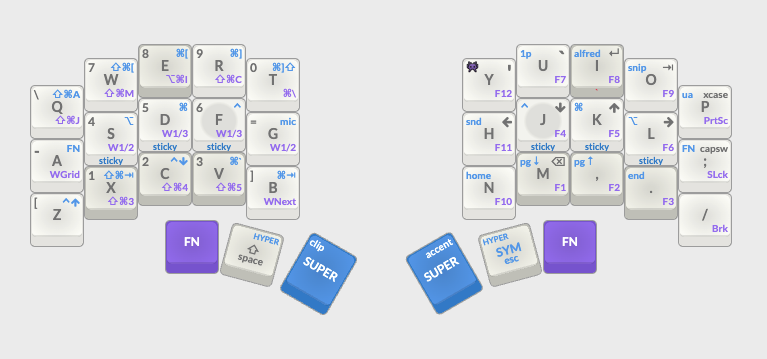 \ ⇧⌘A
Q
⇧⌘J
7 ⇧⌘[
W
⇧⌘M
8 ⌘[
E
⌥⌘I
9 ⌘]
R
⇧⌘C
0 ⌘]⇧
T
⌘\
- FN
A
WGrid
4 ⌥
S
W1/2
sticky
5 ⌘
D
W1/3
sticky
6 ^
F
W1/3
sticky
= mic
G
W1/2
[ ^↑
Z
1 ⇧⌘⇥
X
⇧⌘3
2 ^↓
C
⇧⌘4
3 ⌘`
V
⇧⌘5
] ⌘⇥
B
WNext
FN
HYPER
⇧
space
clip
SUPER
'
Y
F12
1p `
U
F7
alfred ↵
I
F8
snip ⇥
O
F9
ua xcase
P
PrtSc
snd ←
H
F11
^ ↓
J
F4
sticky
⌘ ↑
K
F5
⌥ →
L
F6
sticky
FN capsw
;
SLck
home
N
F10
pg↓ ⌫
M
F1
pg↑
,
F2
end
.
F3
/
Brk
accent
SUPER
HYPER
SYM
esc
FN